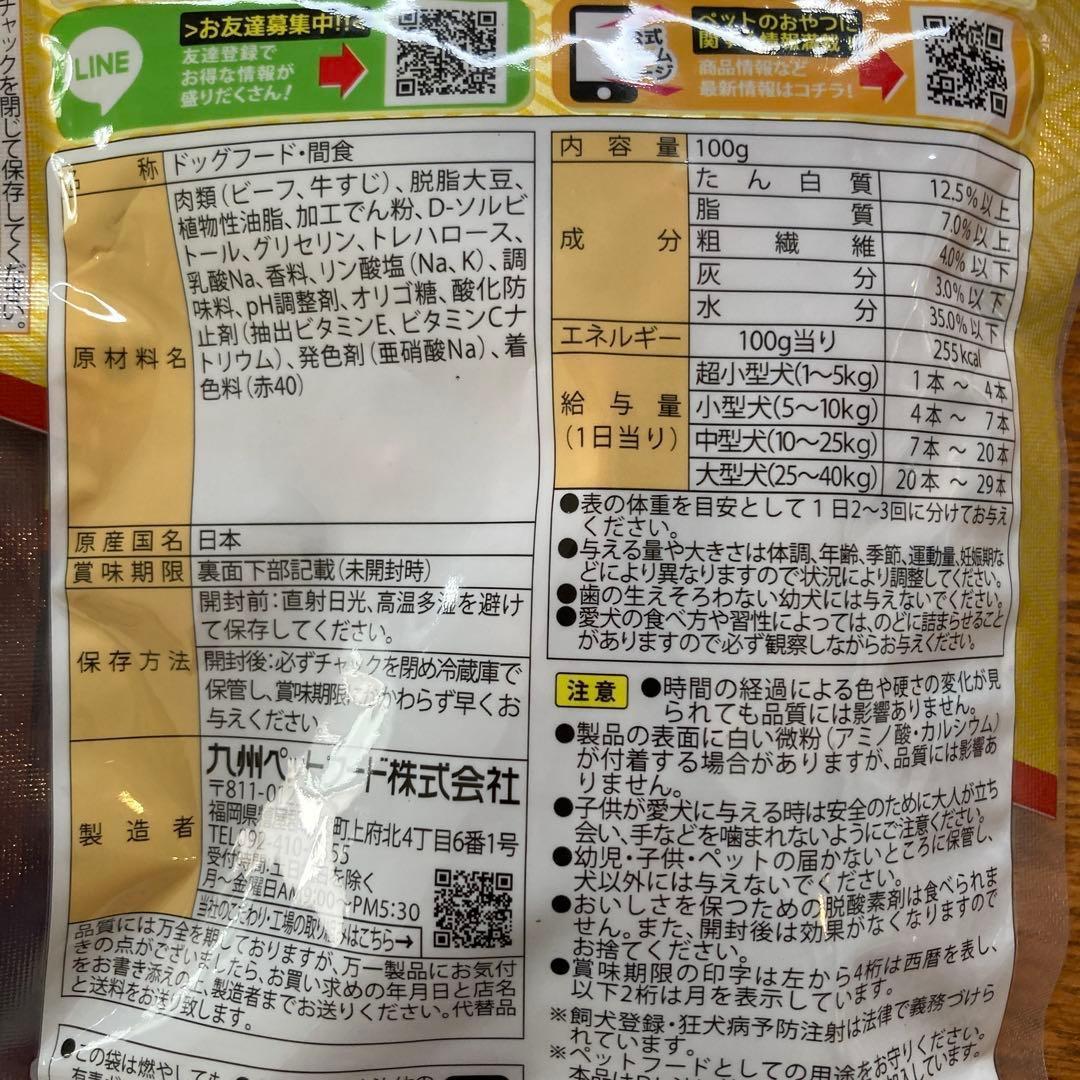 チャックを閉じて保存してください。
LINE
>お友達募集中!!
友達登録で
お得な情報が
盛りだくさん!
ペットのおやつに
関する情報満載
商品情報など
最新情報はコチラ!
称 ドッグフード・間食
原材料名
肉類(ビーフ、牛すじ)、脱脂大豆、
植物性油脂、加工でん粉、D-ソルビ
トール、グリセリン、トレハロース、
乳酸Na、香料、リン酸塩(Na、K)、調
味料、pH調整剤、オリゴ糖、酸化防
止剤(抽出ビタミンE、ビタミンCナ
トリウム)、発色剤(亜硝酸Na)、着
色料(赤40)
原産国名 日本
賞味期限 裏面下部記載(未開封時)
保存方法
開封前:直射日光、高温多湿を避け
て保存してください。
開封後:必ずチャックを閉め冷蔵庫で
保管し、賞味期限にかかわらず早くお
与えください
製造者
九州ペットフード株式会社
〒811-0
福岡県 町上府北4丁目6番1号
TEL 092 410 55
受付時間 を除く
月〜金曜日AM9:00〜PM5:30
当社のこだわり・工場の取り はこちら→
品質には万全を期しておりますが、万一製品にお気付
きの点がございましたら、お買い求めの年月日と店名
をお書き添えの上、製造者までお送りください。代替品
と送料をお送り致します。
●この袋は燃やしても
内容量 100g
成分
たん白質 12.5%以上
脂質 7.0%以上
粗繊維 4.0%以下
灰分 3.0%以下
水分 35.0%以下
エネルギー 100g当り 255kcal
給与量
(1日当り)
超小型犬(1〜5kg) 1本〜4本
小型犬(5〜10kg) 4本〜7本
中型犬(10〜25kg) 7本〜20本
大型犬(25〜40kg) 20本〜29本
●表の体重を目安として1日2〜3回に分けてお与え
ください。
●与える量や大きさは体調、年齢、季節、運動量、妊娠期な
どにより異なりますので状況により調整してください。
●歯の生えそろわない幼犬には与えないでください。
●愛犬の食べ方や習性によっては、のどに詰まらせること
がありますので必ず観察しながらお与えください。
注意
●時間の経過による色や硬さの変化が見
られても品質には影響ありません。
●製品の表面に白い微粉(アミノ酸・カルシウム)
が付着する場合がありますが、品質には影響あ
りません。
●子供が愛犬に与える時は安全のために大人が立ち
会い、手などを噛まれないようにご注意ください。
●幼児・子供・ペットの届かないところに保管し、
犬以外には与えないでください。
●おいしさを保つための脱酸素剤は食べられま
せん。また、開封後は効果がなくなりますので
お捨てください。
●賞味期限の印字は左から4桁は西暦を表し、
以下2桁は月を表示しています。
※飼犬登録・狂犬病予防注射は法律で義務づけら
れています。
※ペットフードとしての用途をお守りください。